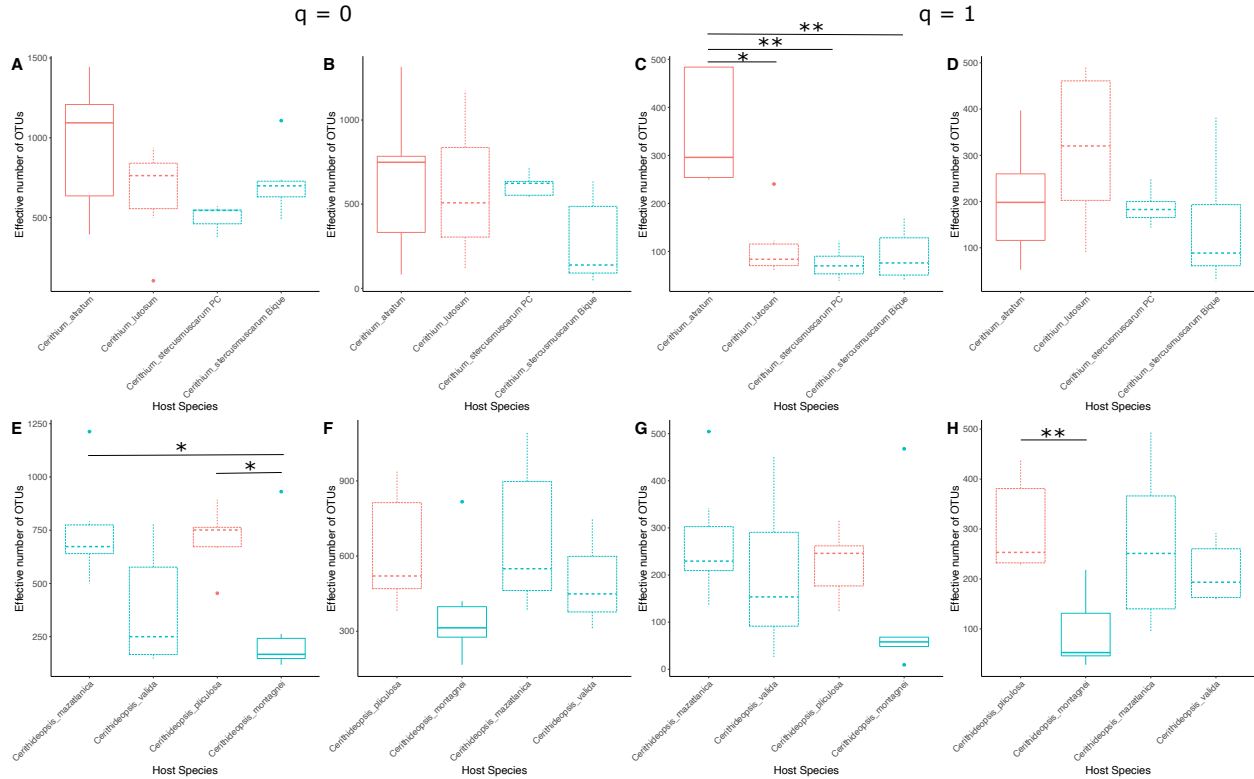 q = 0
q = 1
A
Effective number of OTUs
1500
1000
500
Cerithium_atratum
Cerithium_lutosum
Cerithium_stercusmuscarum PC
Cerithium_stercusmuscarum Bique
Host Species
B
Effective number of OTUs
1000
500
0
Cerithium_atratum
Cerithium_lutosum
Cerithium_stercusmuscarum PC
Cerithium_stercusmuscarum Bique
Host Species
C
**
**
*
Effective number of OTUs
500
400
300
200
100
Cerithium_atratum
Cerithium_lutosum
Cerithium_stercusmuscarum PC
Cerithium_stercusmuscarum Bique
Host Species
D
Effective number of OTUs
500
400
300
200
100
Cerithium_atratum
Cerithium_lutosum
Cerithium_stercusmuscarum PC
Cerithium_stercusmuscarum Bique
Host Species
E
*
*
Effective number of OTUs
1250
1000
750
500
250
Cerithideopsis_mazatlanica
Cerithideopsis_valida
Cerithideopsis_pliculosa
Cerithideopsis_montagnei
Host Species
F
Effective number of OTUs
900
600
300
Cerithideopsis_pliculosa
Cerithideopsis_montagnei
Cerithideopsis_mazatlanica
Cerithideopsis_valida
Host Species
G
Effective number of OTUs
500
400
300
200
100
0
Cerithideopsis_mazatlanica
Cerithideopsis_valida
Cerithideopsis_pliculosa
Cerithideopsis_montagnei
Host Species
H
**
Effective number of OTUs
500
400
300
200
100
Cerithideopsis_pliculosa
Cerithideopsis_montagnei
Cerithideopsis_mazatlanica
Cerithideopsis_valida
Host Species